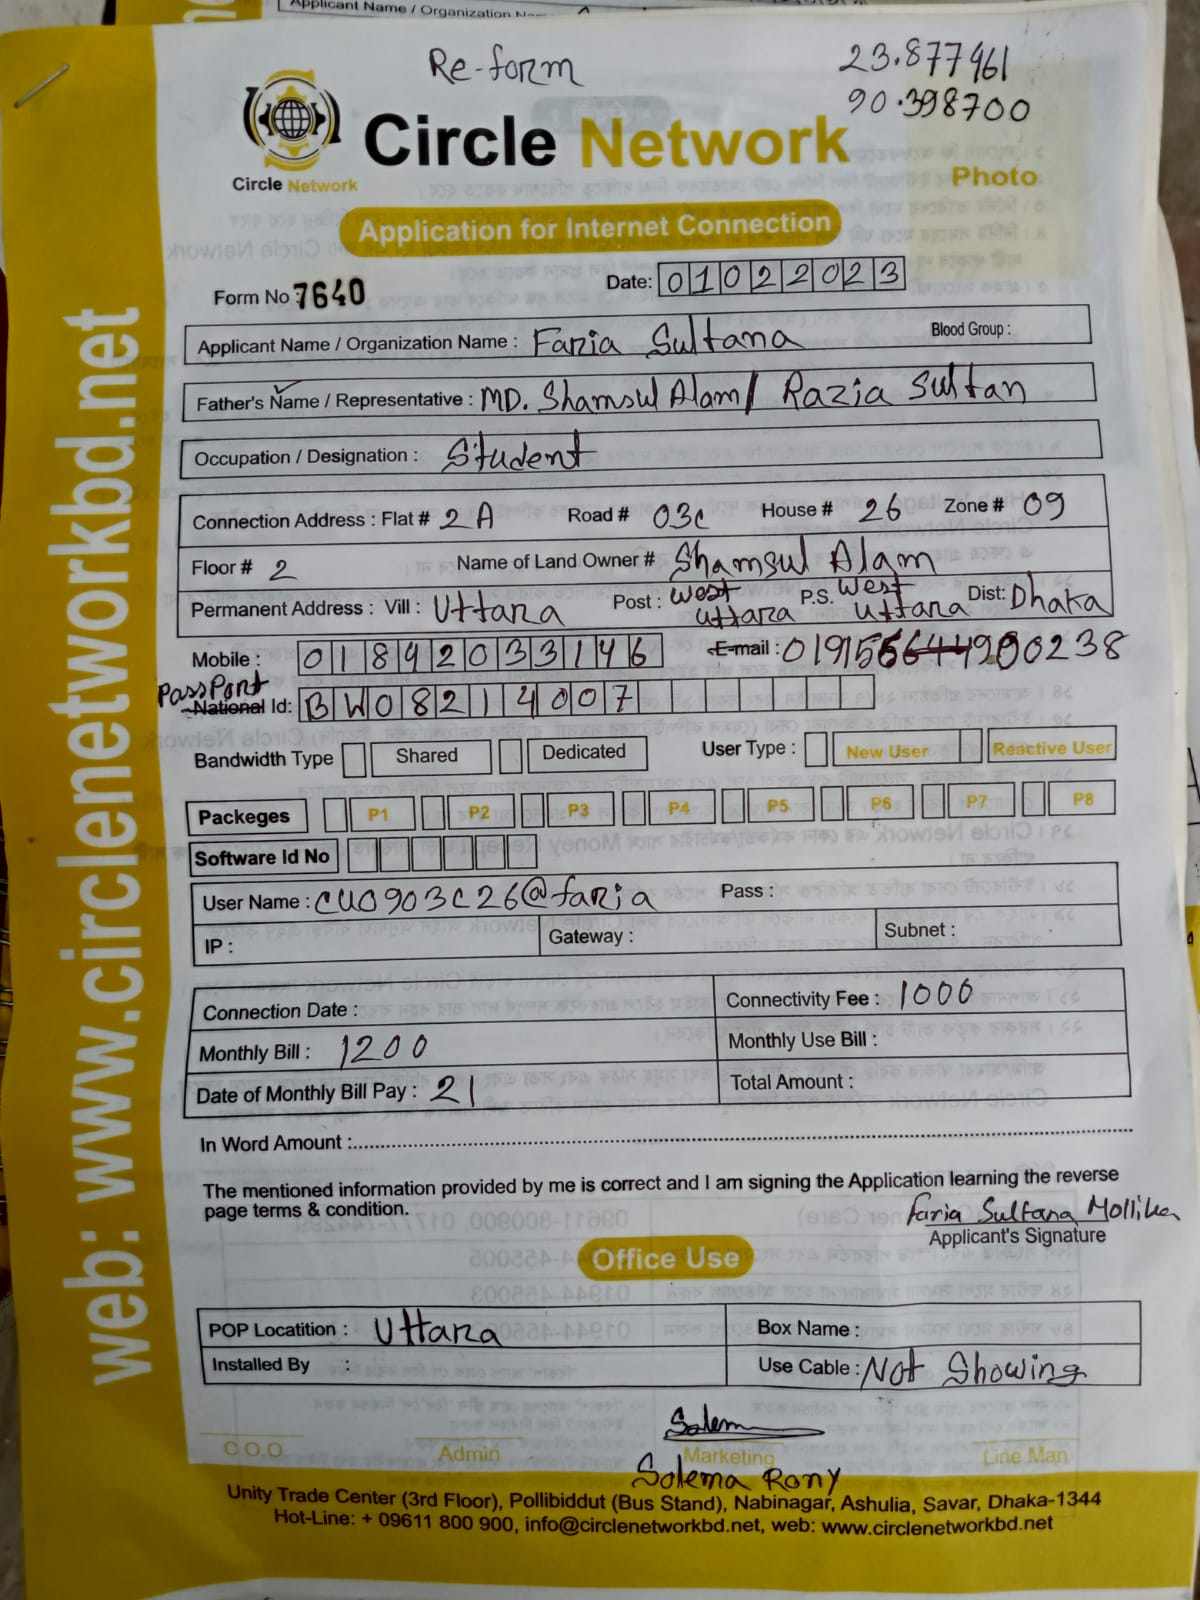 Applicant Name / Organization
Re-form
23.877961
90.398700
Circle Network
Circle Network
Photo
Application for Internet Connection
Form No : 7640
Date: 01022023
Applicant Name / Organization Name : Faria Sultana Blood Group :
Father's Name / Representative : MD. Shamsul Alam / Razia Sultan
Occupation / Designation : Student
Connection Address : Flat # 2A Road # 03c House # 26 Zone # 09
Floor # 2 Name of Land Owner # Shamsul Alam
Permanent Address : Vill : Uttara Post : West Uttara P.S. West Uttara Dist: Dhaka
Mobile : 01842033146 E-mail :
PassPort
National Id: BW08214007
Bandwidth Type Shared Dedicated User Type : New User Reactive User
Packeges P1 P2 P3 P4 P5 P6 P7 P8
Software Id No
User Name : CU0903C26@faria Pass :
IP : Gateway : Subnet :
Connection Date : Connectivity Fee : 1000
Monthly Bill : 1200 Monthly Use Bill :
Date of Monthly Bill Pay : 21 Total Amount :
In Word Amount :
The mentioned information provided by me is correct and I am signing the Application learning the reverse
page terms & condition.
Faria Sultana Mollika
Applicant's Signature
Office Use
POP Locatition : Uttara Box Name :
Installed By : Use Cable : Not Showing
Salem
C.O.O Admin Marketing Line Man
Solema Rony
Unity Trade Center (3rd Floor), Pollibiddut (Bus Stand), Nabinagar, Ashulia, Savar, Dhaka-1344
Hot-Line: + 09611 800 900, info@circlenetworkbd.net, web: www.circlenetworkbd.net
web: www.circlenetworkbd.net